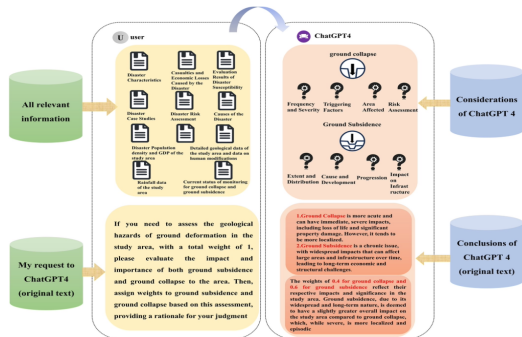 U user
Disaster
Characteristics
Casualties and
Economic Losses
Caused by the
Disaster
Evaluation
Results of
Disaster
Susceptibility
Disaster
Case Studies
Disaster Risk
Assessment
Causes of the
Disaster
Disaster Population
density and GDP of the
study area
Detailed geological data of
the study area and data on
human modifications
Rainfall data
of the study
area
Current status of monitoring
for ground collapse and
ground subsidence
All relevant
information
If you need to assess the geological
hazards of ground deformation in the
study area, with a total weight of 1,
please evaluate the impact and
importance of both ground subsidence
and ground collapse to the area. Then,
assign weights to ground subsidence and
ground collapse based on this assessment,
providing a rationale for your judgment
My request to
ChatGPT4
(original text)
ChatGPT4
ground collapse
Frequency
and Severity
Triggering
Factors
Area
Affected
Risk
Assessment
Ground Subsidence
Extent and
Distribution
Cause and
Development
Progression
Impact
on
Infrast
ructure
Considerations
of ChatGPT 4
1.Ground Collapse is more acute and
can have immediate, severe impacts,
including loss of life and significant
property damage. However, it tends to
be more localized.
2.Ground Subsidence is a chronic issue,
with widespread impacts that can affect
large areas and infrastructure over time,
leading to long-term economic and
structural challenges.
The weights of 0.4 for ground collapse and
0.6 for ground subsidence reflect their
respective impacts and significance in the
study area. Ground subsidence, due to its
widespread and long-term nature, is deemed
to have a slightly greater overall impact on
the study area compared to ground collapse,
which, while severe, is more localized and
episodic
Conclusions of
ChatGPT 4
(original text)